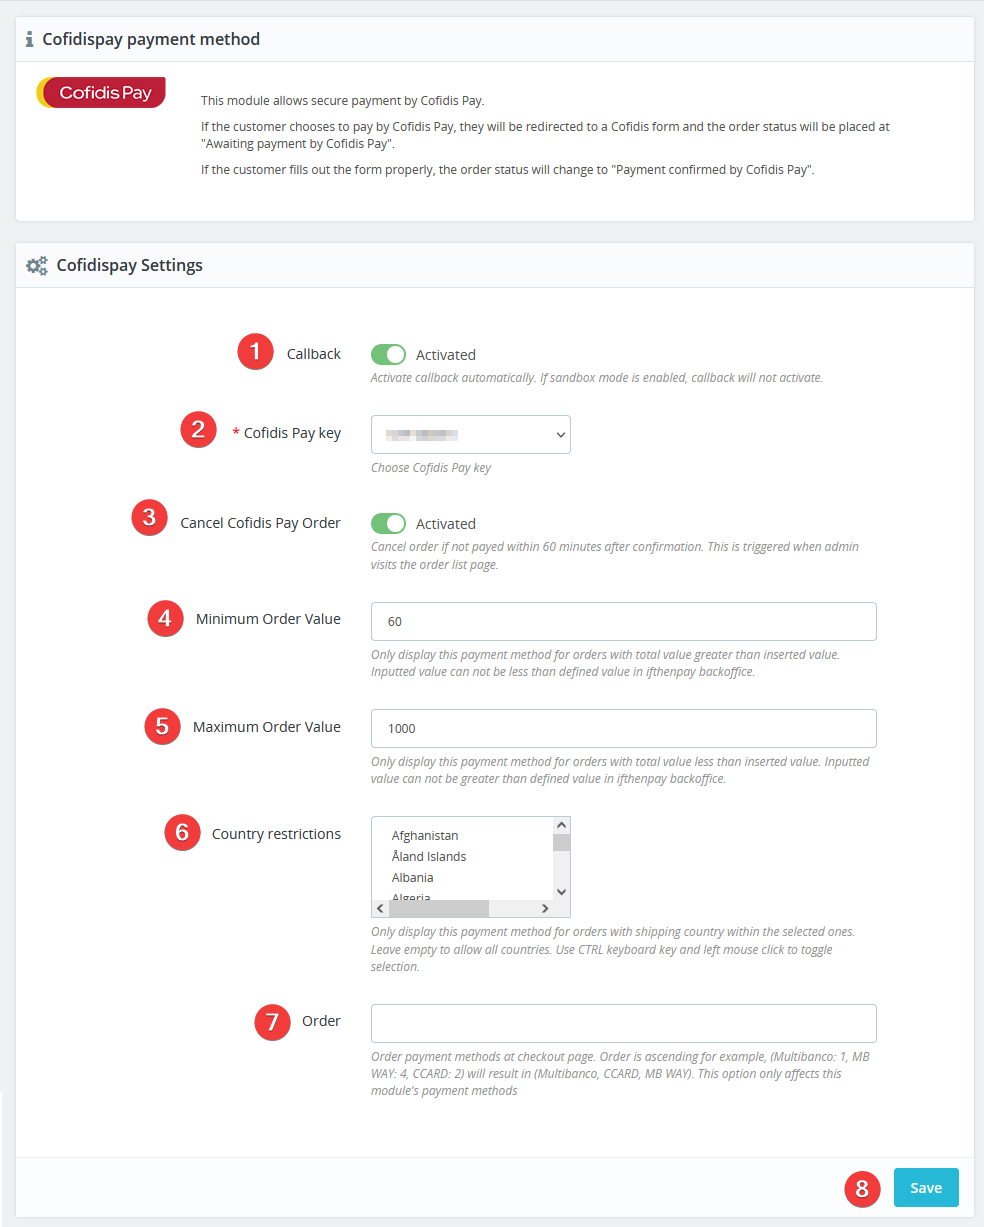 Cofidispay payment method
Cofidis Pay
This module allows secure payment by Cofidis Pay.
If the customer chooses to pay by Cofidis Pay, they will be redirected to a Cofidis form and the order status will be placed at
"Awaiting payment by Cofidis Pay".
If the customer fills out the form properly, the order status will change to "Payment confirmed by Cofidis Pay".
Cofidispay Settings
1 Callback Activated
Activate callback automatically. If sandbox mode is enabled, callback will not activate.
2 * Cofidis Pay key
Choose Cofidis Pay key
3 Cancel Cofidis Pay Order Activated
Cancel order if not payed within 60 minutes after confirmation. This is triggered when admin
visits the order list page.
4 Minimum Order Value 60
Only display this payment method for orders with total value greater than inserted value.
Inputted value can not be less than defined value in ifthenpay backoffice.
5 Maximum Order Value 1000
Only display this payment method for orders with total value less than inserted value. Inputted
value can not be greater than defined value in ifthenpay backoffice.
6 Country restrictions
Afghanistan
Åland Islands
Albania
Algeria
Only display this payment method for orders with shipping country within the selected ones.
Leave empty to allow all countries. Use CTRL keyboard key and left mouse click to toggle
selection.
7 Order
Order payment methods at checkout page. Order is ascending for example, (Multibanco: 1, MB
WAY: 4, CCARD: 2) will result in (Multibanco, CCARD, MB WAY). This option only affects this
module's payment methods
8 Save